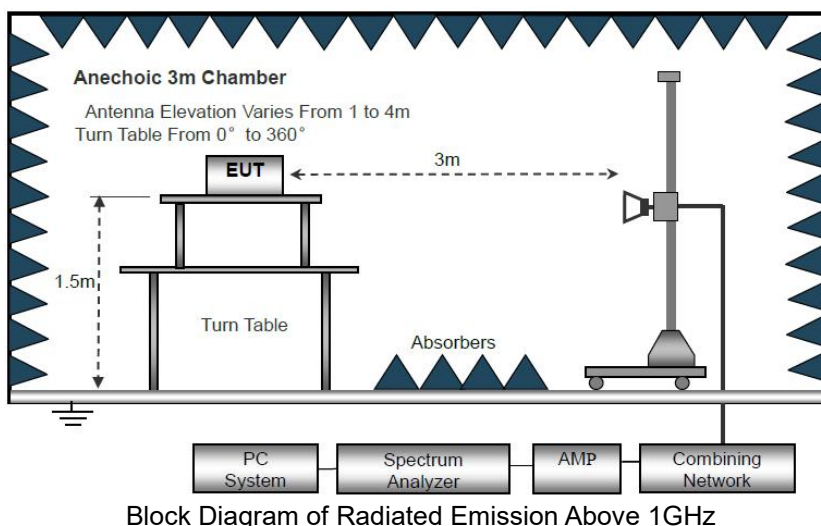 Anechoic 3m Chamber
Antenna Elevation Varies From 1 to 4m
Turn Table From 0° to 360°
EUT
3m
1.5m
Turn Table
Absorbers
PC
System
Spectrum
Analyzer
AMP
Combining
Network
Block Diagram of Radiated Emission Above 1GHz